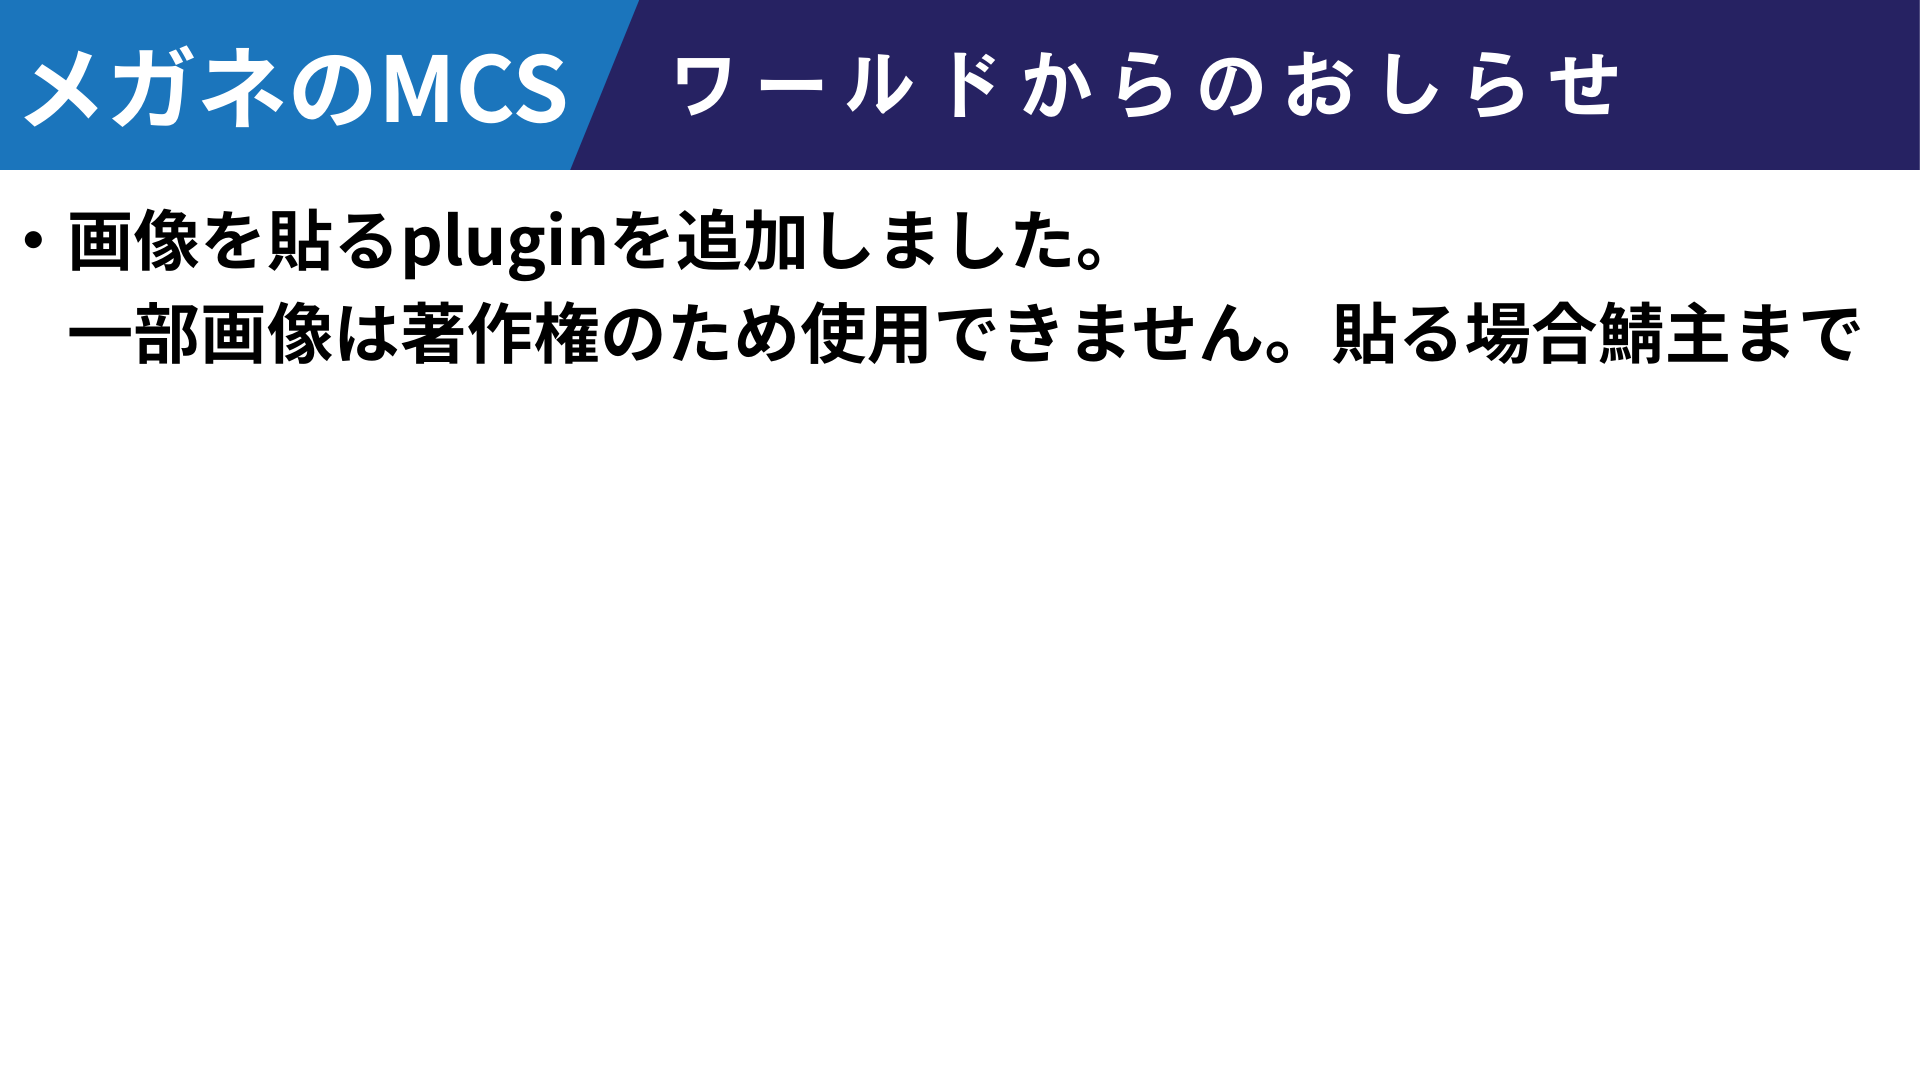 メガネのMCS
ワールドからのおしらせ
・画像を貼るpluginを追加しました。
一部画像は著作権のため使用できません。貼る場合鯖主まで